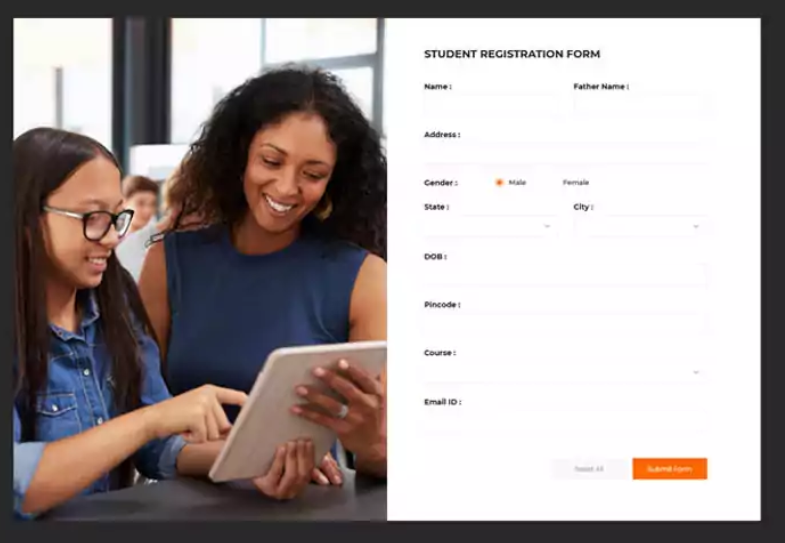 STUDENT REGISTRATION FORM
Name : Father Name :
Address :
Gender : Male Female
State : City :
DOB :
Pincode :
Course :
Email ID :
Reset All Submit Form